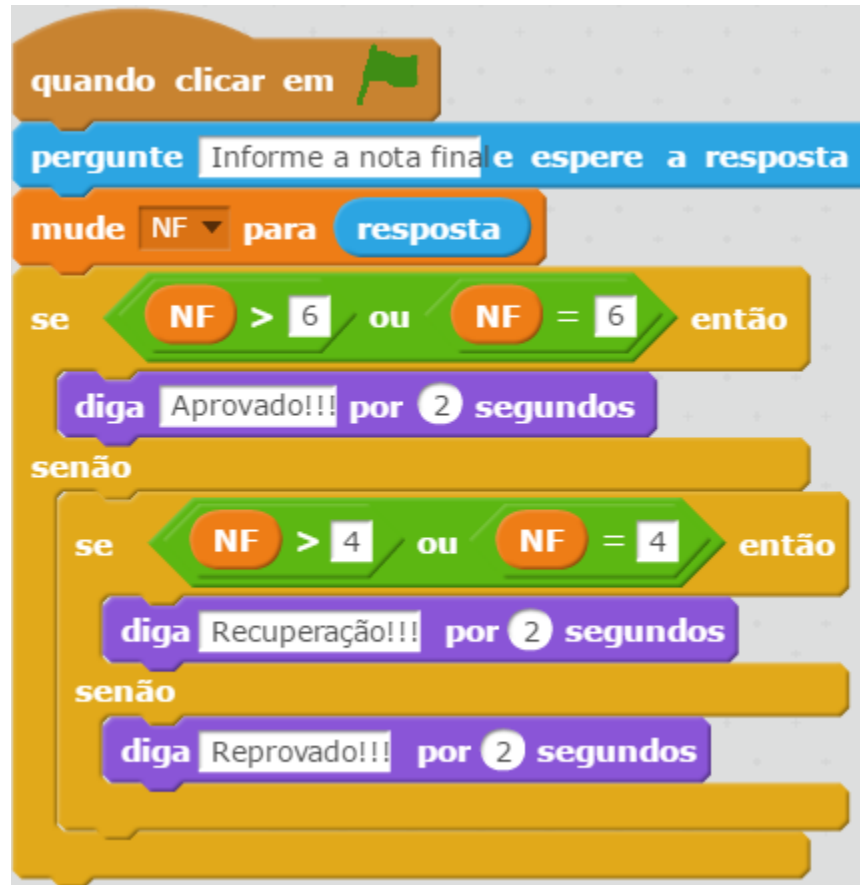 quando clicar em
pergunte Informe a nota final e espere a resposta
mude NF para resposta
se NF > 6 ou NF = 6 então
diga Aprovado!!! por 2 segundos
senão
se NF > 4 ou NF = 4 então
diga Recuperação!!! por 2 segundos
senão
diga Reprovado!!! por 2 segundos